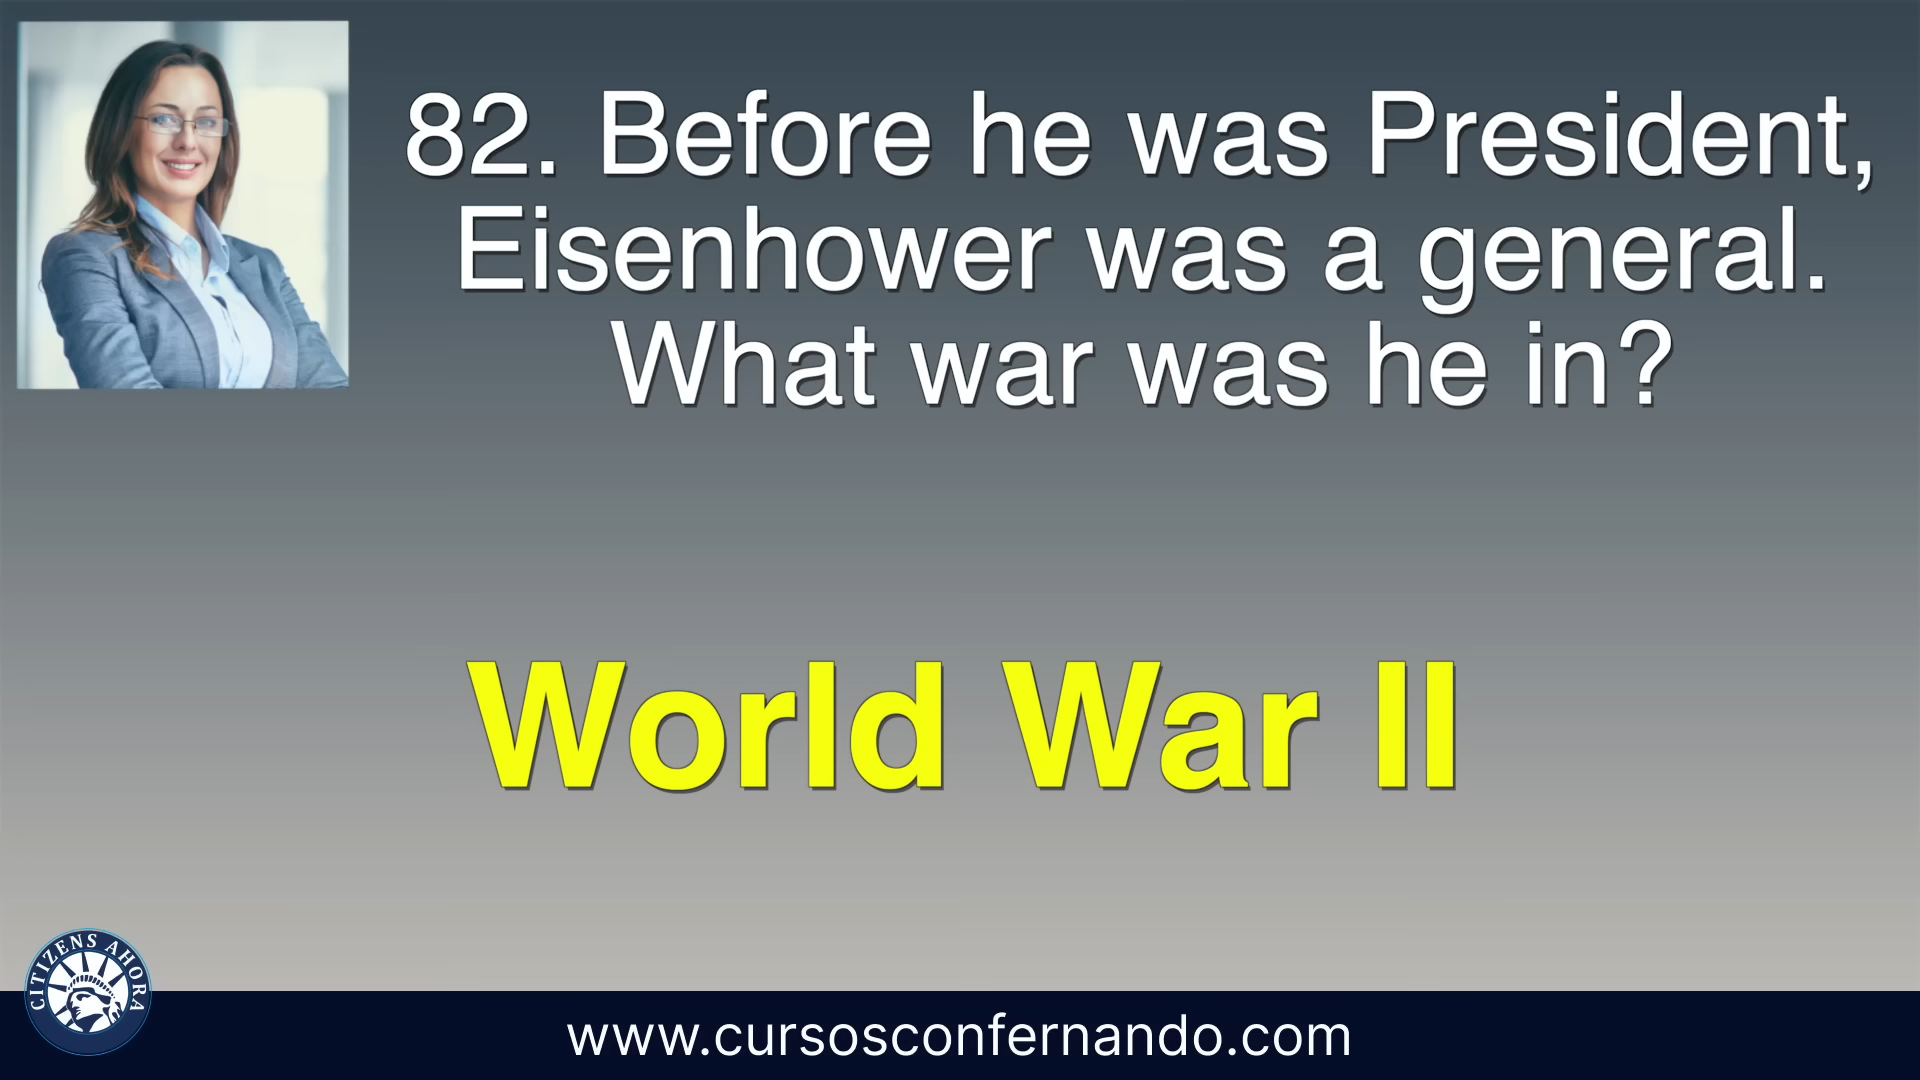 82. Before he was President,
Eisenhower was a general.
What war was he in?
World War II
CITIZENS AHORA
www.cursosconfernando.com